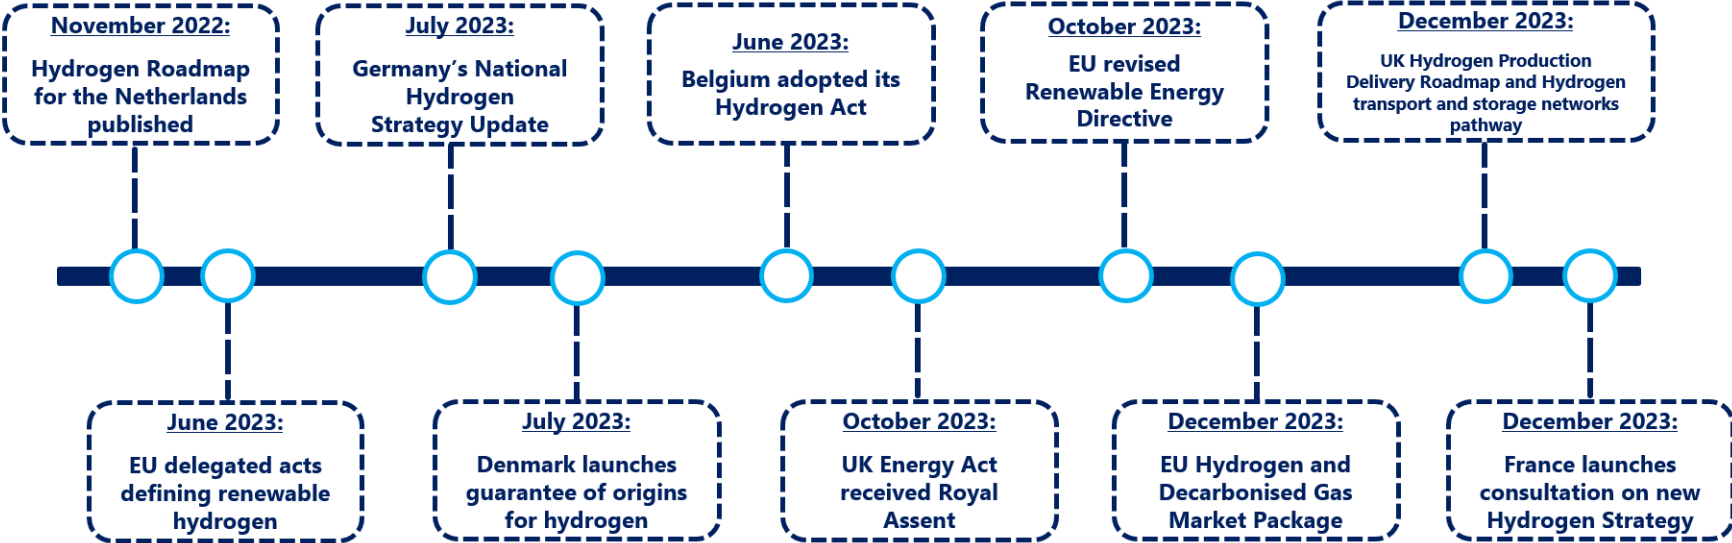 November 2022:
Hydrogen Roadmap
for the Netherlands
published
July 2023:
Germany’s National
Hydrogen
Strategy Update
June 2023:
Belgium adopted its
Hydrogen Act
October 2023:
EU revised
Renewable Energy
Directive
December 2023:
UK Hydrogen Production
Delivery Roadmap and Hydrogen
transport and storage networks
pathway
June 2023:
EU delegated acts
defining renewable
hydrogen
July 2023:
Denmark launches
guarantee of origins
for hydrogen
October 2023:
UK Energy Act
received Royal
Assent
December 2023:
EU Hydrogen and
Decarbonised Gas
Market Package
December 2023:
France launches
consultation on new
Hydrogen Strategy